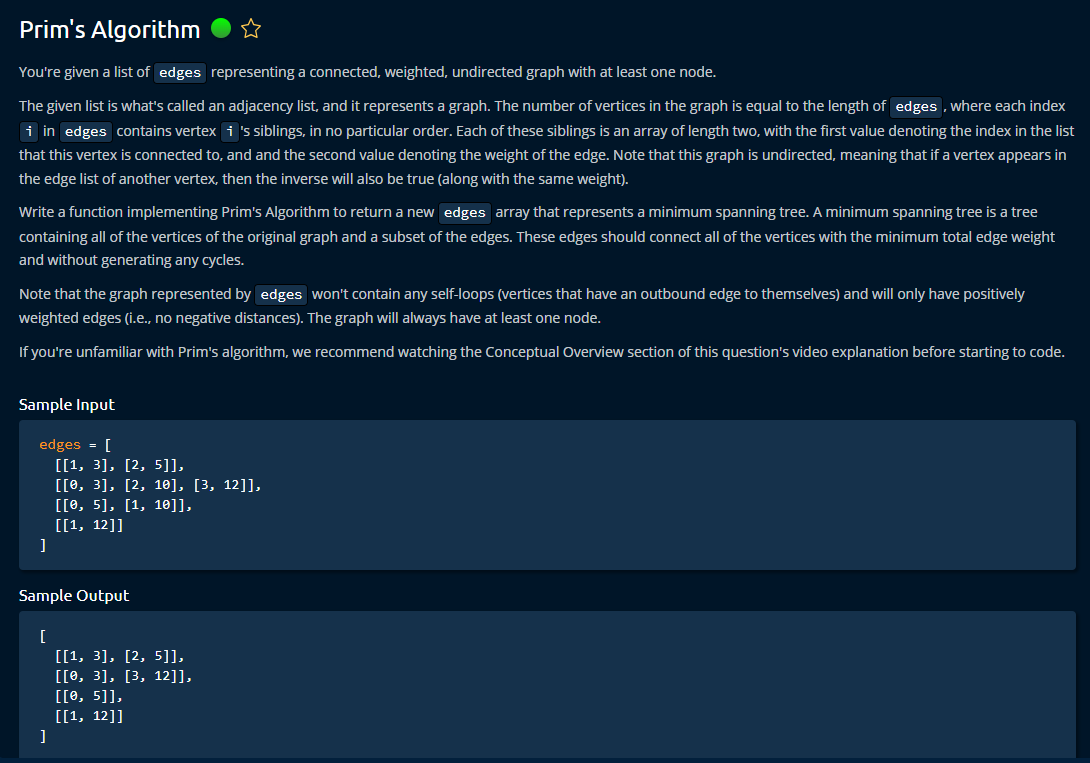 Prim's Algorithm
You're given a list of edges representing a connected, weighted, undirected graph with at least one node.
The given list is what's called an adjacency list, and it represents a graph. The number of vertices in the graph is equal to the length of edges , where each index
i in edges contains vertex i 's siblings, in no particular order. Each of these siblings is an array of length two, with the first value denoting the index in the list
that this vertex is connected to, and and the second value denoting the weight of the edge. Note that this graph is undirected, meaning that if a vertex appears in
the edge list of another vertex, then the inverse will also be true (along with the same weight).
Write a function implementing Prim's Algorithm to return a new edges array that represents a minimum spanning tree. A minimum spanning tree is a tree
containing all of the vertices of the original graph and a subset of the edges. These edges should connect all of the vertices with the minimum total edge weight
and without generating any cycles.
Note that the graph represented by edges won't contain any self-loops (vertices that have an outbound edge to themselves) and will only have positively
weighted edges (i.e., no negative distances). The graph will always have at least one node.
If you're unfamiliar with Prim's algorithm, we recommend watching the Conceptual Overview section of this question's video explanation before starting to code.
Sample Input
edges = [
[[1, 3], [2, 5]],
[[0, 3], [2, 10], [3, 12]],
[[0, 5], [1, 10]],
[[1, 12]]
]
Sample Output
[
[[1, 3], [2, 5]],
[[0, 3], [3, 12]],
[[0, 5]],
[[1, 12]]
]